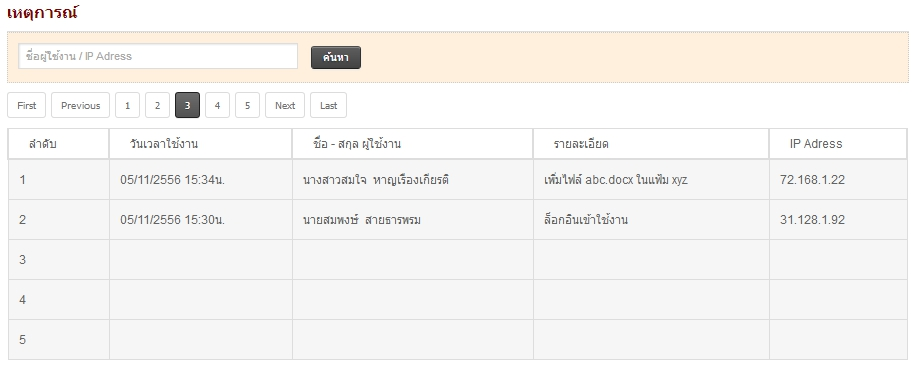 เหตุการณ์
ชื่อผู้ใช้งาน / IP Adress ค้นหา
First Previous 1 2 3 4 5 Next Last
ลำดับ วันเวลาใช้งาน ชื่อ - สกุล ผู้ใช้งาน รายละเอียด IP Adress
1 05/11/2556 15:34น. นางสาวสมใจ หาญเรืองเกียรติ เพิ่มไฟล์ abc.docx ในแฟ้ม xyz 72.168.1.22
2 05/11/2556 15:30น. นายสมพงษ์ สายธารพรม ล็อกอินเข้าใช้งาน 31.128.1.92
3
4
5